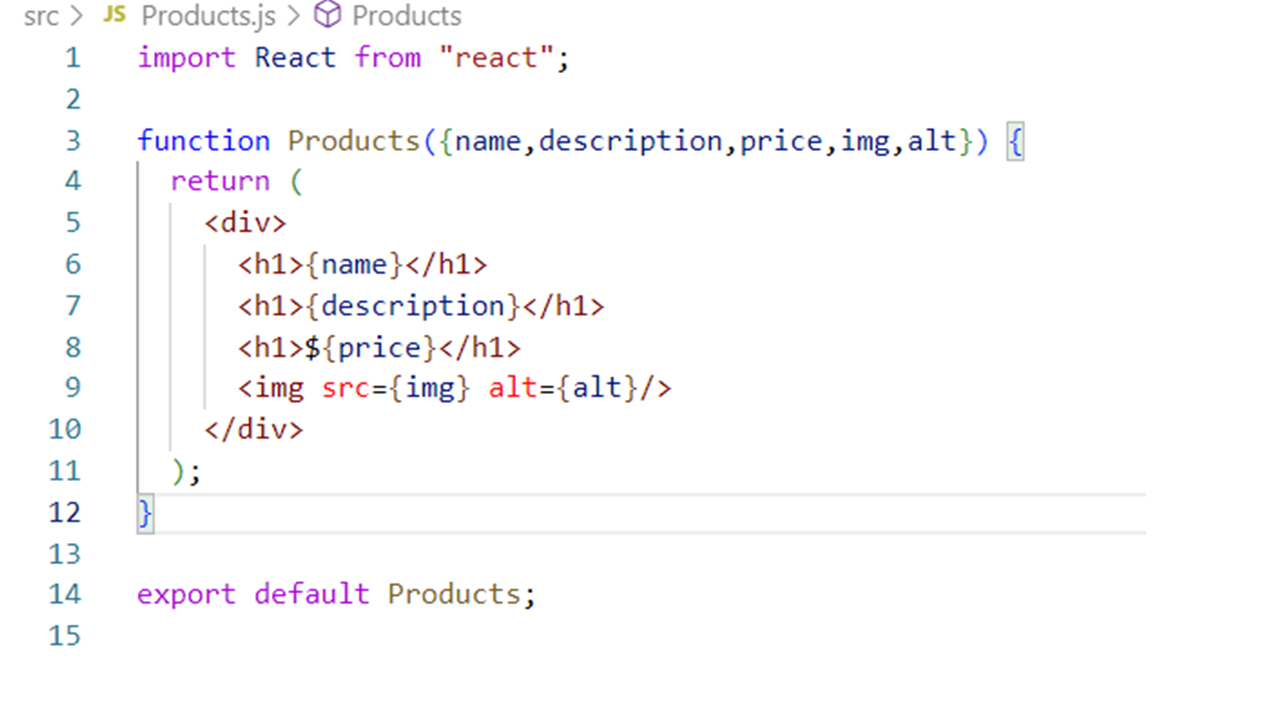 src > JS Products.js > Products
1 import React from "react";
2
3 function Products({name,description,price,img,alt}) {
4   return (
5     <div>
6       <h1>{name}</h1>
7       <h1>{description}</h1>
8       <h1>${price}</h1>
9       <img src={img} alt={alt}/>
10     </div>
11   );
12 }
13
14 export default Products;
15